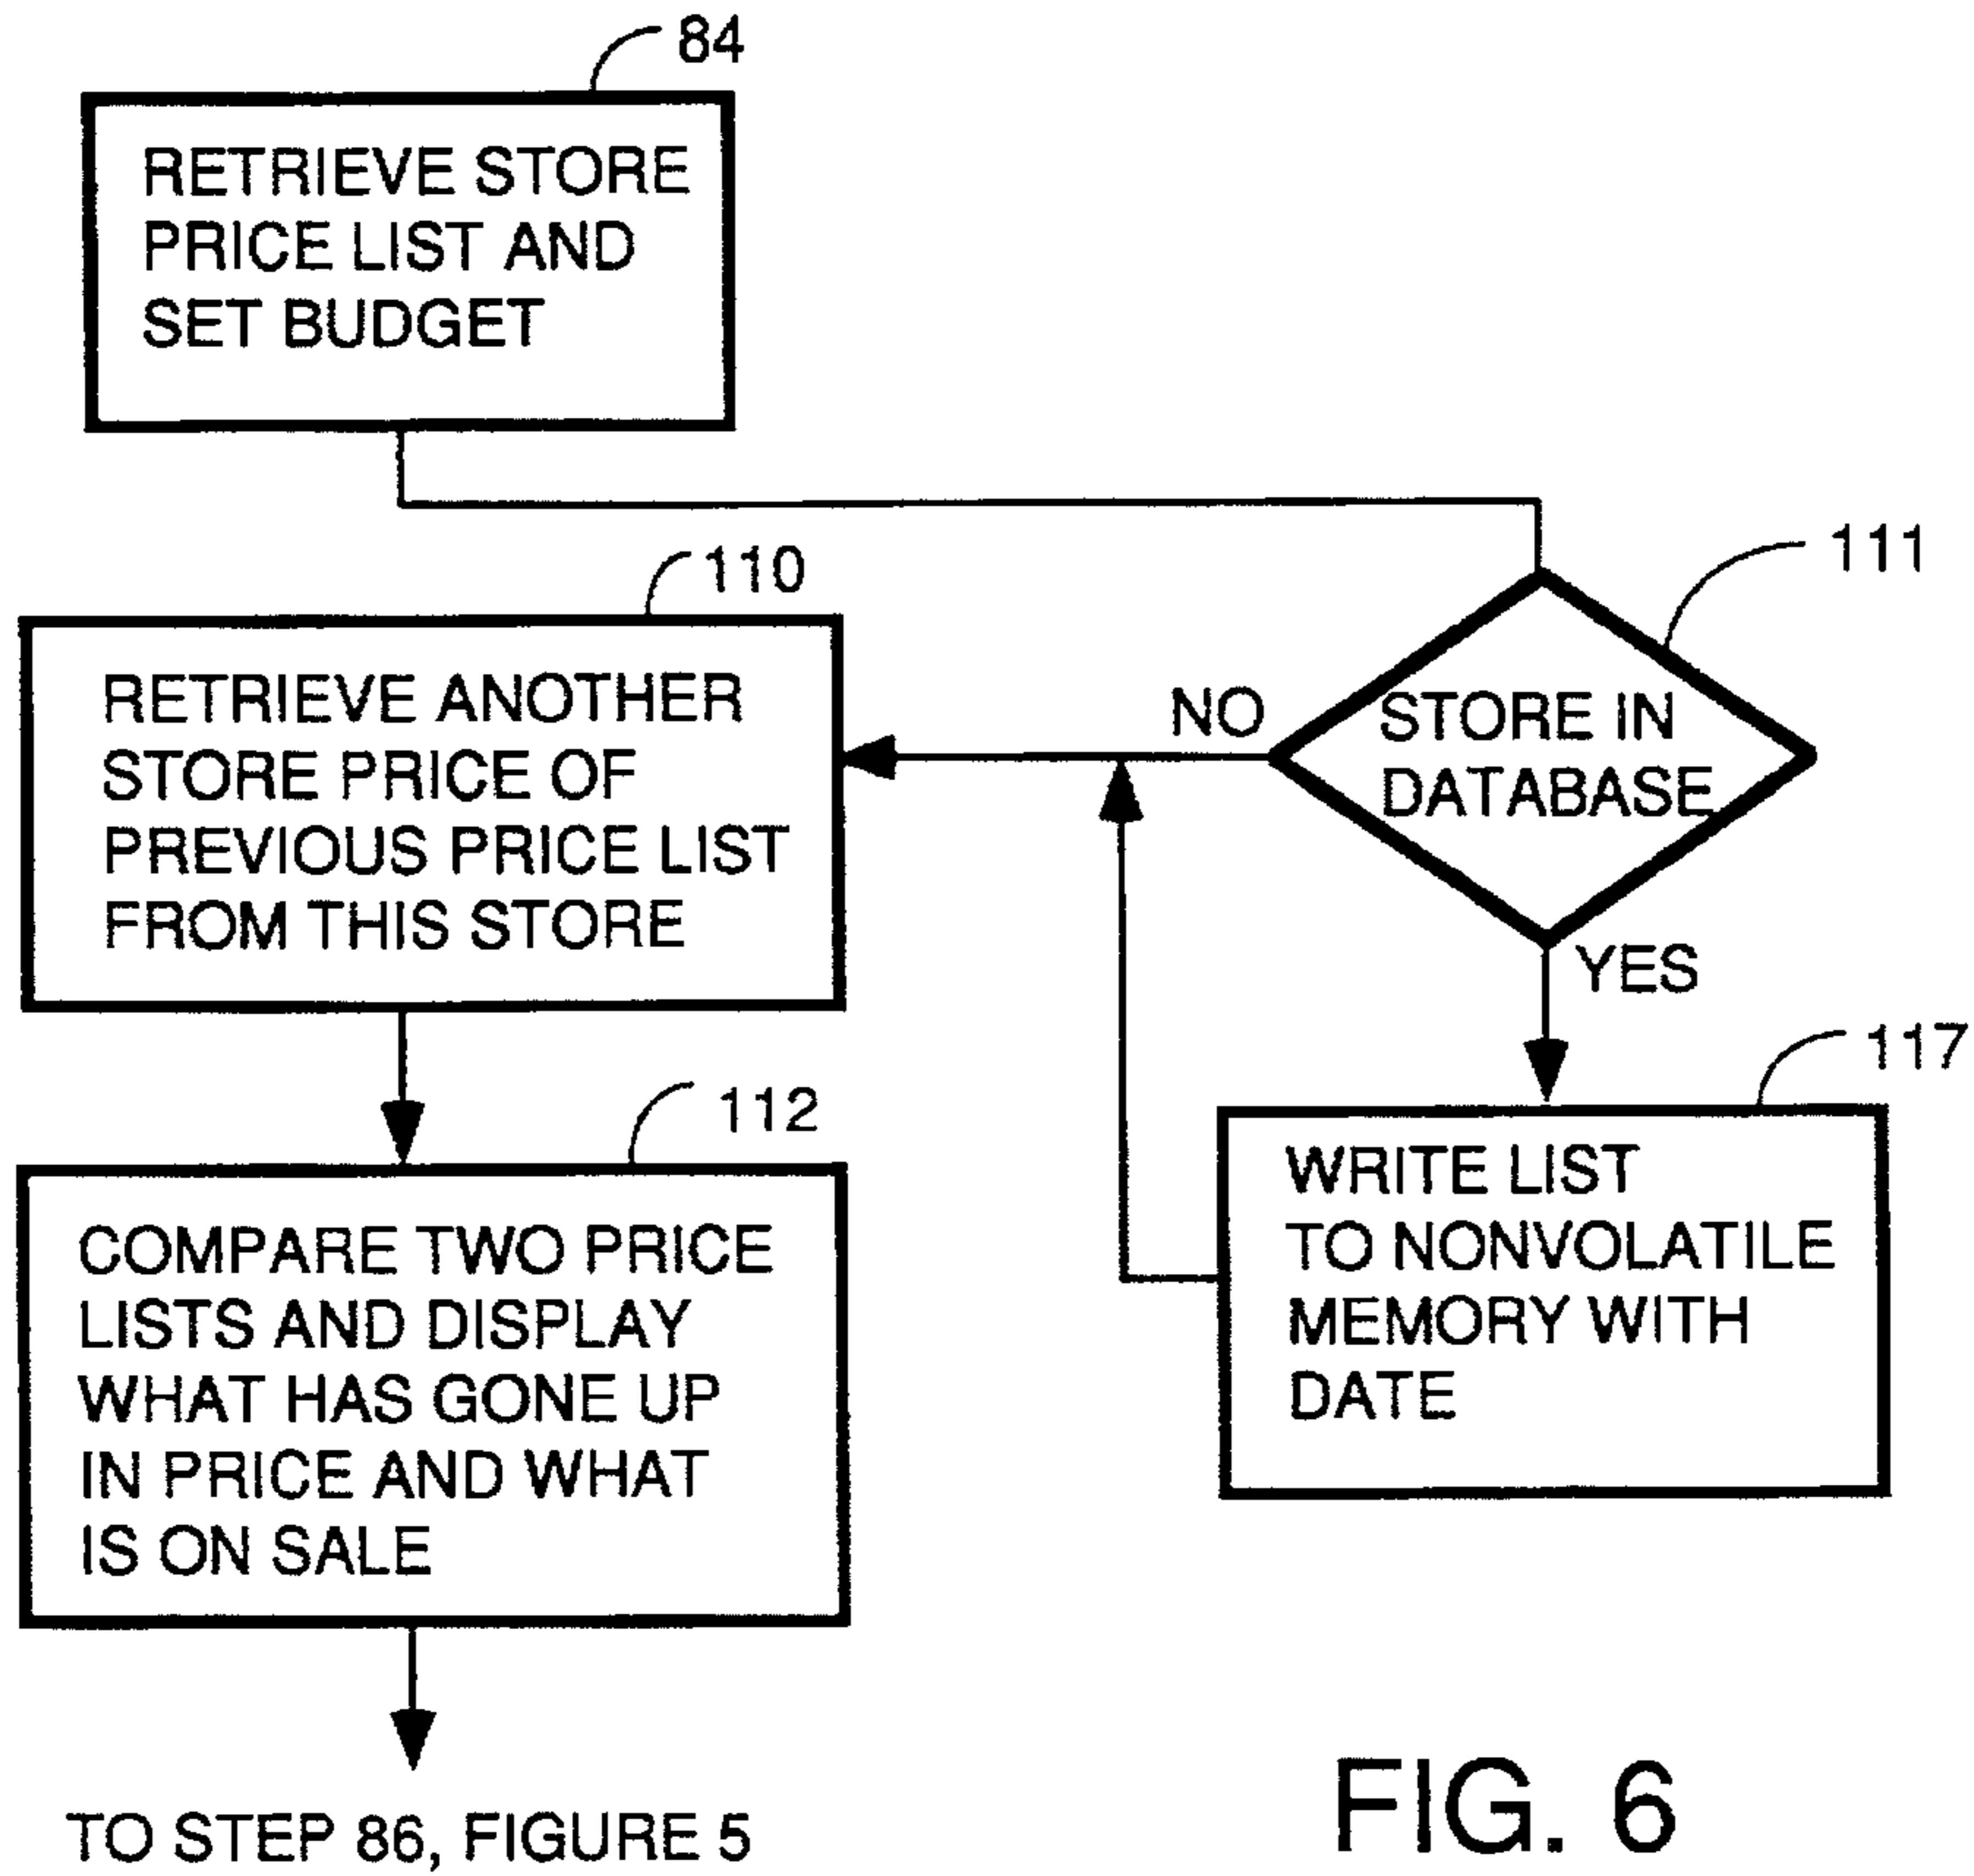 84
RETRIEVE STORE
PRICE LIST AND
SET BUDGET
111
STORE IN
DATABASE
NO
YES
110
RETRIEVE ANOTHER
STORE PRICE OF
PREVIOUS PRICE LIST
FROM THIS STORE
117
WRITE LIST
TO NONVOLATILE
MEMORY WITH
DATE
112
COMPARE TWO PRICE
LISTS AND DISPLAY
WHAT HAS GONE UP
IN PRICE AND WHAT
IS ON SALE
TO STEP 86, FIGURE 5
FIG. 6